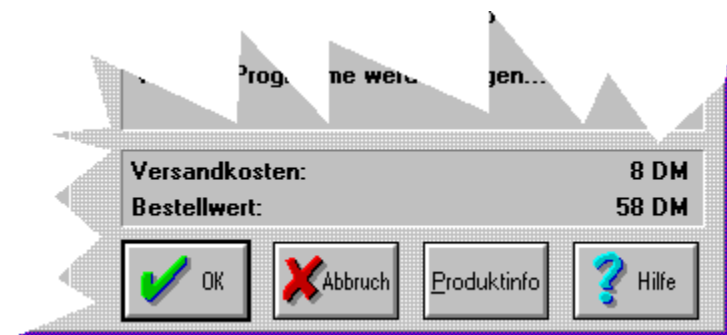 Versandkosten: 8 DM
Bestellwert: 58 DM
OK Abbruch Produktinfo Hilfe